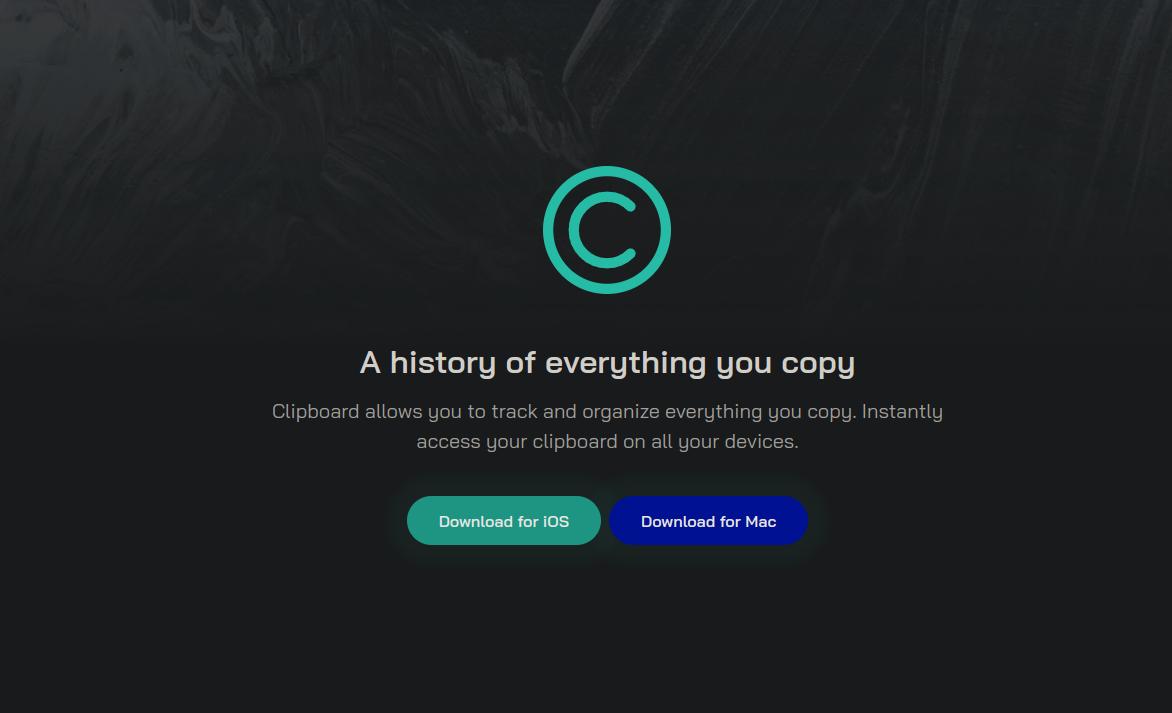 A history of everything you copy
Clipboard allows you to track and organize everything you copy. Instantly
access your clipboard on all your devices.
Download for iOS
Download for Mac